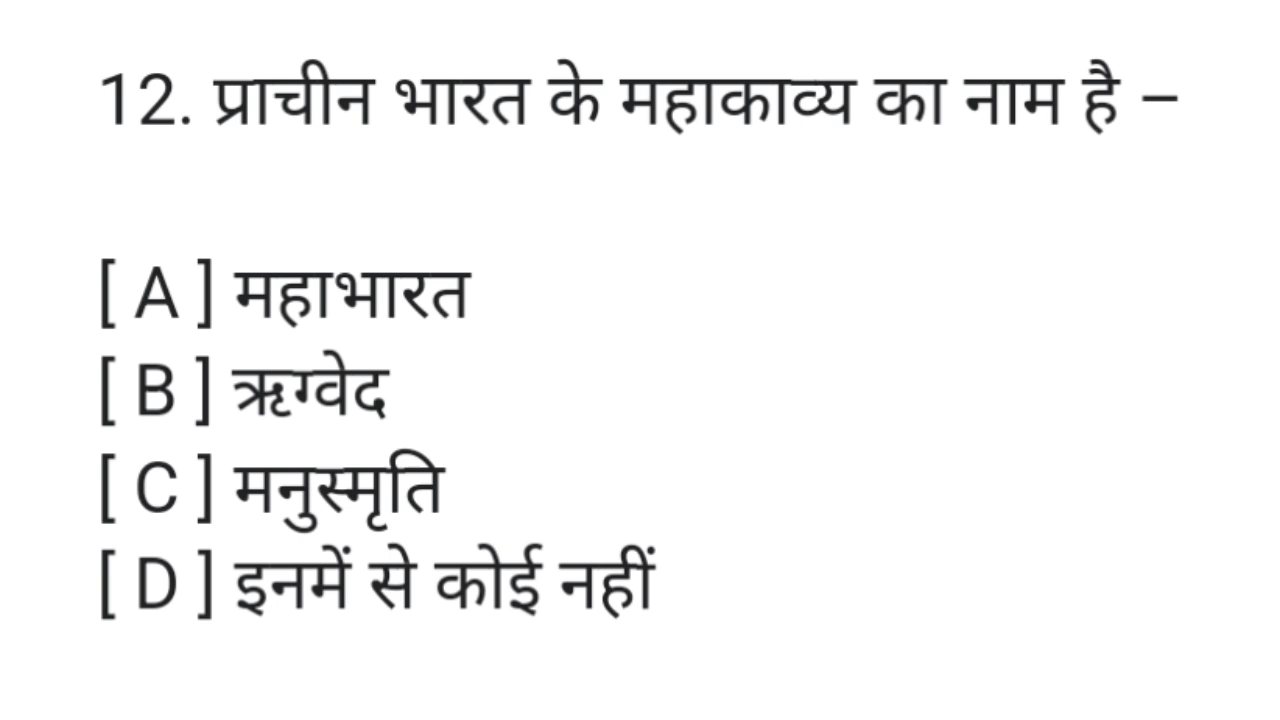 12. प्राचीन भारत के महाकाव्य का नाम है –
[ A ] महाभारत
[ B ] ऋग्वेद
[ C ] मनुस्मृति
[ D ] इनमें से कोई नहीं